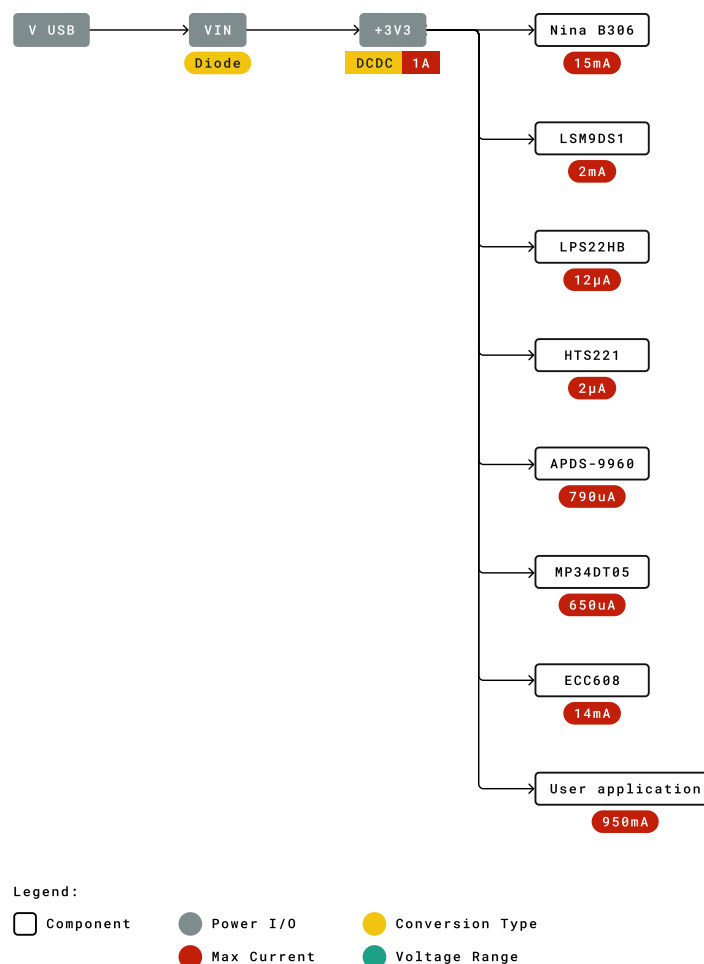 V USB
VIN
+3V3
Nina B306
Diode
DCDC
1A
15mA
LSM9DS1
2mA
LPS22HB
12µA
HTS221
2µA
APDS-9960
790uA
MP34DT05
650uA
ECC608
14mA
User application
950mA
Legend:
Component
Power I/O
Conversion Type
Max Current
Voltage Range